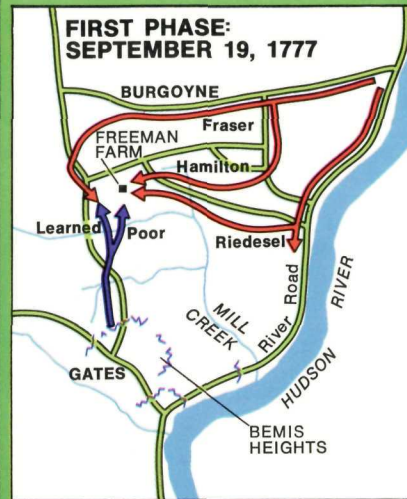 FIRST PHASE:
SEPTEMBER 19, 1777
BURGOYNE
Fraser
FREEMAN
FARM
Hamilton
Learned
Poor
Riedesel
MILL
CREEK
River Road
HUDSON RIVER
GATES
BEMIS
HEIGHTS